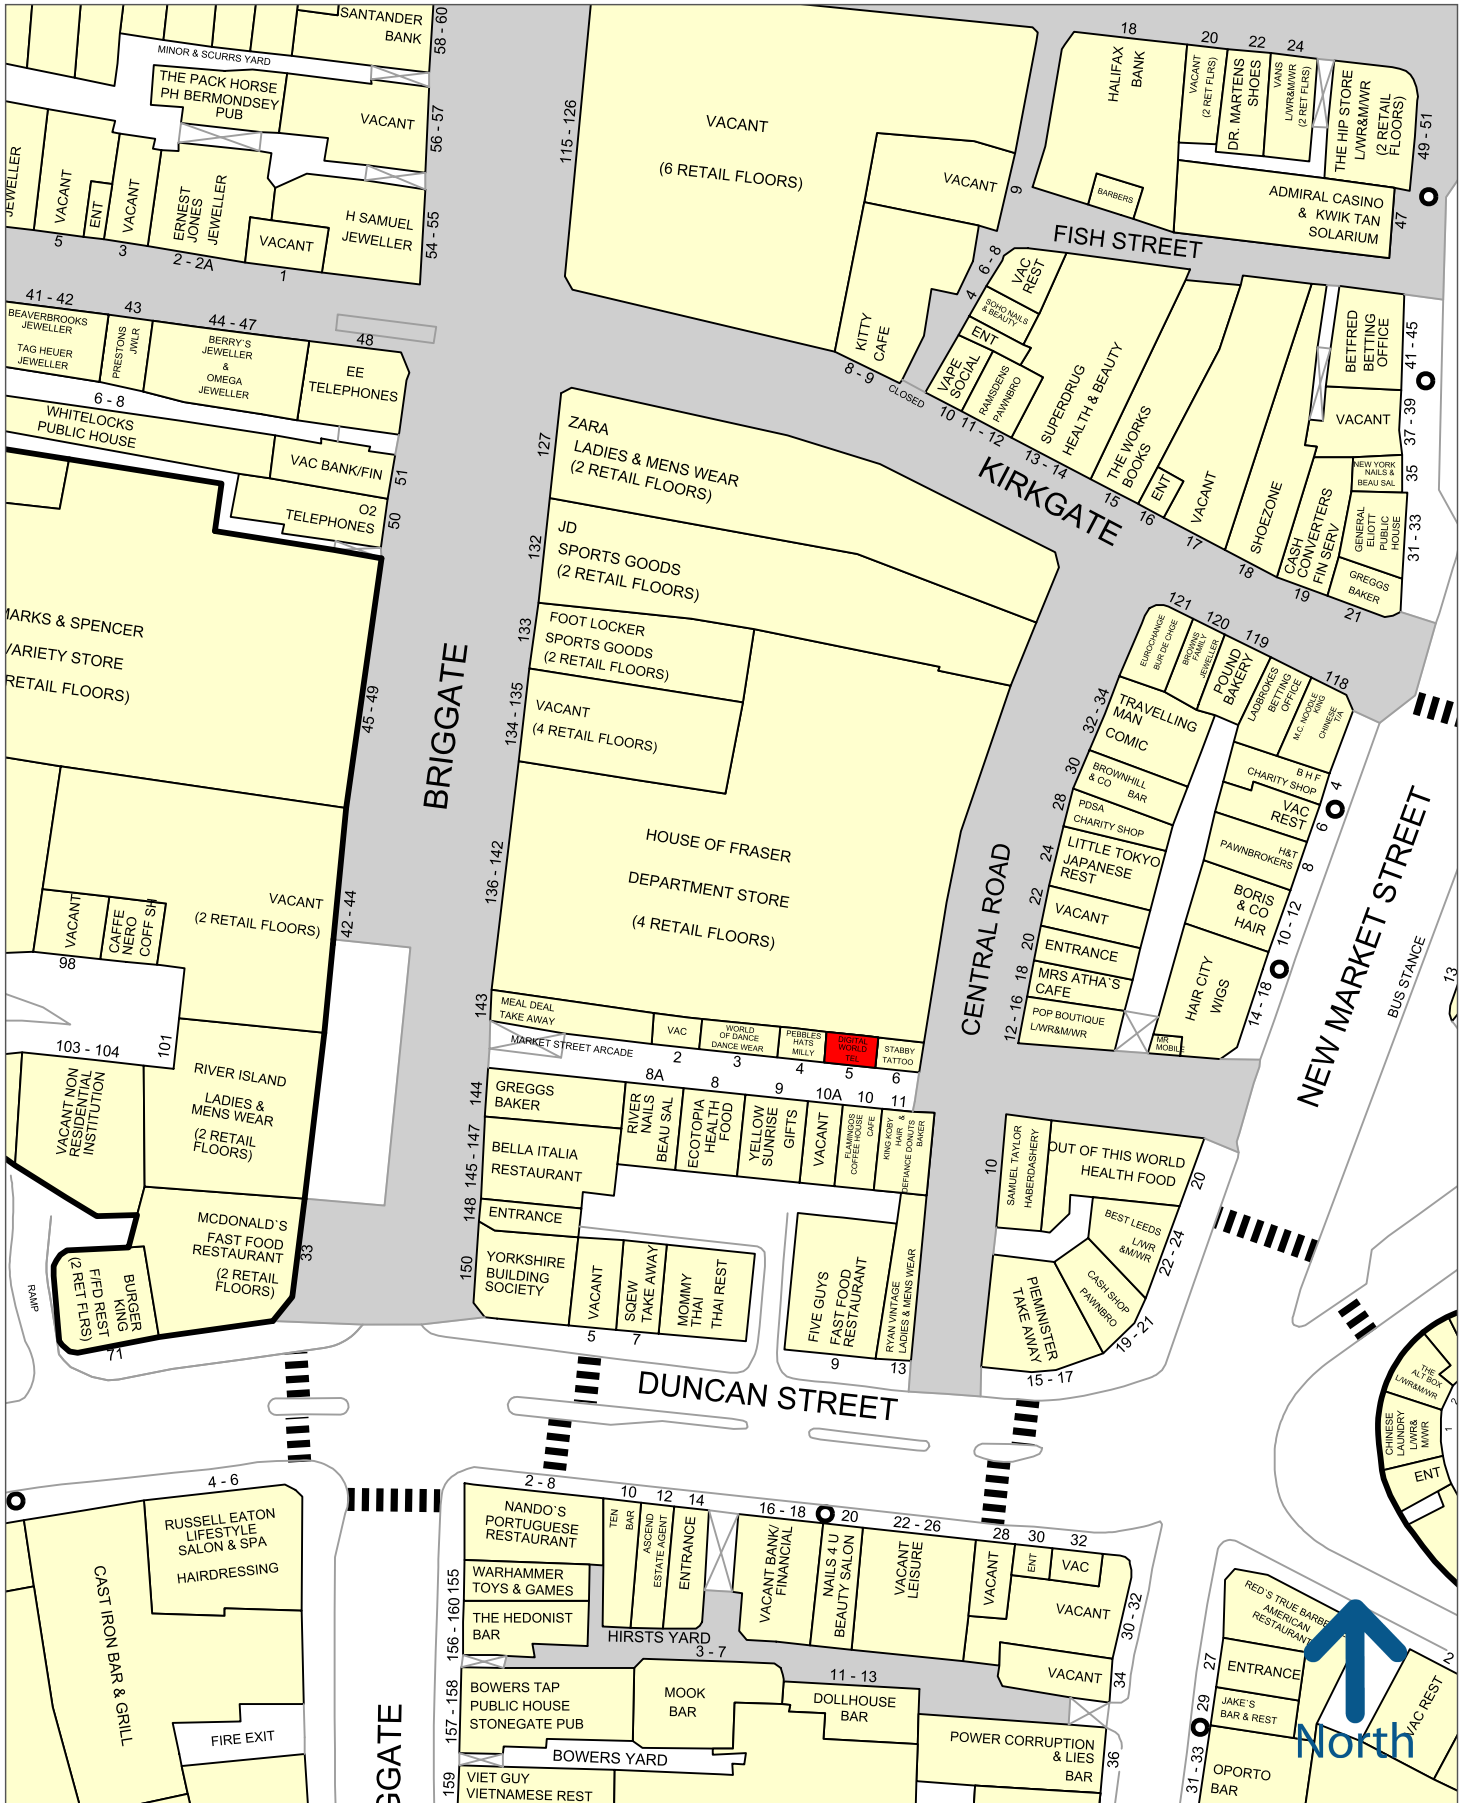 SANTANDER
BANK
58 - 60
MINOR & SCURRS YARD
THE PACK HORSE
PH BERMONDSEY
PUB
VACANT
56 - 57
JEWELLER
VACANT
ENT
VACANT
ERNEST
JONES
JEWELLER
VACANT
H SAMUEL
JEWELLER
54 - 55
5
3
2 - 2A
1
115 - 126
VACANT
(6 RETAIL FLOORS)
VACANT
9
KITTY
CAFE
8 - 9
CLOSED
18
HALIFAX
BANK
BARBERS
20
VACANT
(2 RET FLRS)
22
DR. MARTENS
SHOES
24
VANS
L/WR&M/WR
(2 RET FLRS)
THE HIP STORE
L/WR&M/WR
(2 RETAIL
FLOORS)
49 - 51
ADMIRAL CASINO
& KWIK TAN
SOLARIUM
47
FISH STREET
41 - 42
BEAVERBROOKS
JEWELLER
TAG HEUER
JEWELLER
43
PRESTONS
JWLR
44 - 47
BERRY`S
JEWELLER
&
OMEGA
JEWELLER
48
EE
TELEPHONES
6 - 8
WHITELOCKS
PUBLIC HOUSE
VAC BANK/FIN
51
O2
TELEPHONES
50
6 - 8
VAC
REST
4
SOHO NAILS
& BEAUTY
ENT
VAPE
SOCIAL
10
RAMSDENS
PAWNBRO
11 - 12
SUPERDRUG
HEALTH & BEAUTY
13 - 14
THE WORKS
BOOKS
15
ENT
16
VACANT
17
SHOEZONE
18
CASH
CONVERTERS
FIN SERV
19
BETFRED
BETTING
OFFICE
41 - 45
VACANT
37 - 39
NEW YORK
NAILS &
BEAU SAL
35
GENERAL
ELIOTT
PUBLIC
HOUSE
31 - 33
GREGGS
BAKER
21
KIRKGATE
127
ZARA
LADIES & MENS WEAR
(2 RETAIL FLOORS)
132
JD
SPORTS GOODS
(2 RETAIL FLOORS)
133
FOOT LOCKER
SPORTS GOODS
(2 RETAIL FLOORS)
134 - 135
VACANT
(4 RETAIL FLOORS)
136 - 142
HOUSE OF FRASER
DEPARTMENT STORE
(4 RETAIL FLOORS)
MARKS & SPENCER
VARIETY STORE
RETAIL FLOORS)
45 - 49
BRIGGATE
VACANT
(2 RETAIL FLOORS)
42 - 44
VACANT
CAFFE
NERO
COFF SH
98
101
103 - 104
VACANT NON
RESIDENTIAL
INSTITUTION
RIVER ISLAND
LADIES &
MENS WEAR
(2 RETAIL
FLOORS)
MCDONALD`S
FAST FOOD
RESTAURANT
(2 RETAIL
FLOORS)
33
BURGER
KING
F/FD REST
(2 RET FLRS)
71
RAMP
121
EUROCHANGE
BUR DE CHGE
120
BROWNS
FAMILY
JEWELLER
119
POUND
BAKERY
LADBROKES
BETTING
OFFICE
118
M.C. NOODLE
KING
CHINESE
T/A
32 - 34
TRAVELLING
MAN
COMIC
30
BROWNHILL
& CO BAR
28
PDSA
CHARITY SHOP
24
LITTLE TOKYO
JAPANESE
REST
22
VACANT
20
ENTRANCE
18
MRS ATHA`S
CAFE
12 - 16
POP BOUTIQUE
L/WR&M/WR
B H F
CHARITY SHOP
4
VAC
REST
6
H&T
PAWNBROKERS
8
BORIS
& CO
HAIR
10 - 12
HAIR CITY
WIGS
14 - 18
MR
MOBILE
CENTRAL ROAD
NEW MARKET STREET
BUS STANCE
13
143
MEAL DEAL
TAKE AWAY
MARKET STREET ARCADE
VAC
2
WORLD
OF DANCE
DANCE WEAR
3
PEBBLES
HATS
MILLY
4
DIGITAL
WORLD
TEL
5
STABBY
TATTOO
6
144
GREGGS
BAKER
8A
RIVER
NAILS
BEAU SAL
8
ECOTOPIA
HEALTH
FOOD
9
YELLOW
SUNRISE
GIFTS
10A
VACANT
10
FLAMINGOS
COFFEE HOUSE
CAFE
11
KING KOBY
HAIR &
DEFIANCE DONUTS
BAKER
145 - 147
BELLA ITALIA
RESTAURANT
148
ENTRANCE
150
YORKSHIRE
BUILDING
SOCIETY
VACANT
5
SQEW
TAKE AWAY
7
MOMMY
THAI
THAI REST
FIVE GUYS
FAST FOOD
RESTAURANT
9
RYAN VINTAGE
LADIES & MENS WEAR
13
10
SAMUEL TAYLOR
HABERDASHERY
OUT OF THIS WORLD
HEALTH FOOD
20
BEST LEEDS
L/WR
&M/WR
22 - 24
CASH SHOP
PAWNBRO
19 - 21
PIEMINISTER
TAKE AWAY
15 - 17
DUNCAN STREET
THE
ALT BOX
L/WR&M/WR
2
CHINESE
LAUNDRY
L/WR&
M/WR
1
ENT
4 - 6
RUSSELL EATON
LIFESTYLE
SALON & SPA
HAIRDRESSING
CAST IRON BAR & GRILL
FIRE EXIT
GGATE
2 - 8
NANDO`S
PORTUGUESE
RESTAURANT
155
WARHAMMER
TOYS & GAMES
156 - 160
THE HEDONIST
BAR
10
TEN
BAR
12
ASCEND
ESTATE AGENT
14
ENTRANCE
16 - 18
VACANT BANK/
FINANCIAL
20
NAILS 4 U
BEAUTY SALON
22 - 26
VACANT
LEISURE
28
VACANT
30
ENT
32
VAC
VACANT
30 - 32
VACANT
34
HIRSTS YARD
3 - 7
11 - 13
157 - 158
BOWERS TAP
PUBLIC HOUSE
STONEGATE PUB
MOOK
BAR
DOLLHOUSE
BAR
POWER CORRUPTION
& LIES
BAR
36
BOWERS YARD
159
VIET GUY
VIETNAMESE REST
RED`S TRUE BARBE
AMERICAN
RESTAURANT
27
ENTRANCE
29
JAKE`S
BAR & REST
31 - 33
OPORTO
BAR
VAC REST
2
North